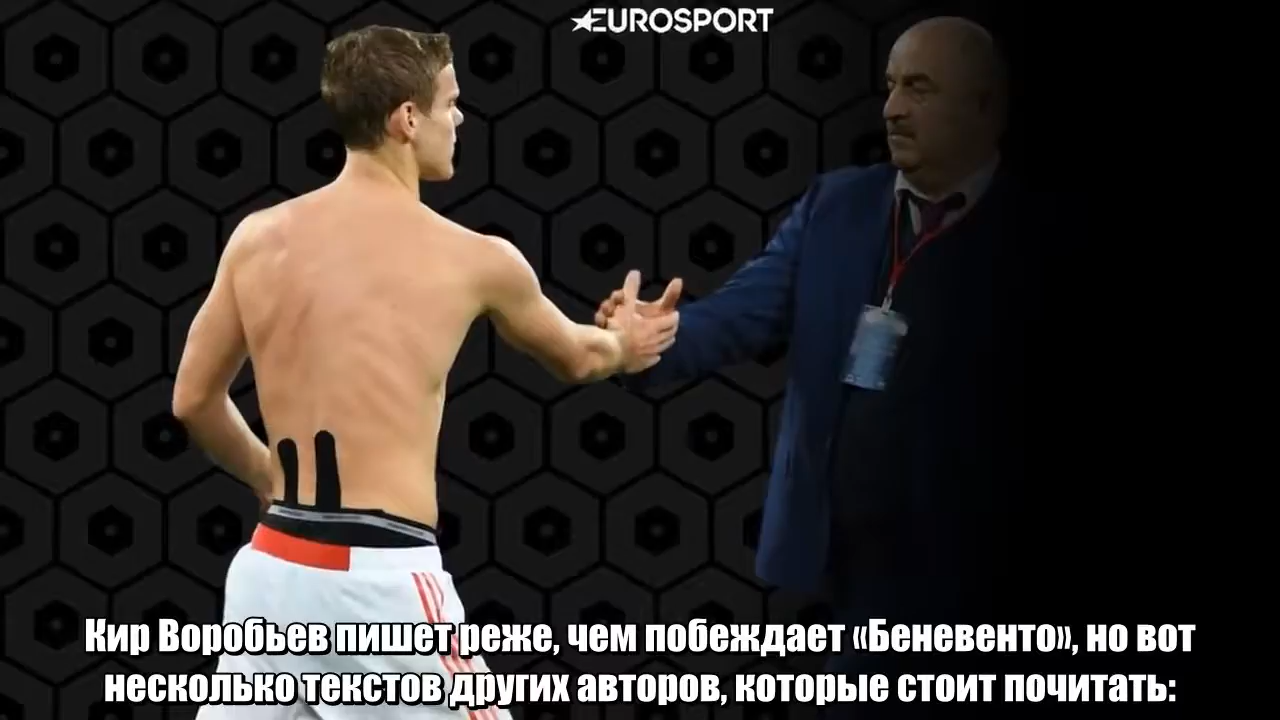 EUROSPORT
Кир Воробьев пишет реже, чем побеждает «Беневенто», но вот
несколько текстов других авторов, которые стоит почитать: